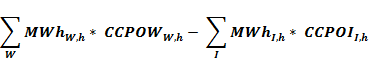 ∑_W MWh_{W,h} * CCPOW_{W,h} − ∑_I MWh_{I,h} * CCPOI_{I,h}